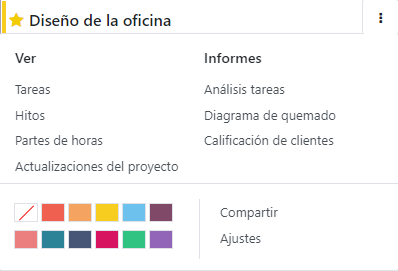 Diseño de la oficina
Ver
Informes
Tareas
Análisis tareas
Hitos
Diagrama de quemado
Partes de horas
Calificación de clientes
Actualizaciones del proyecto
Compartir
Ajustes